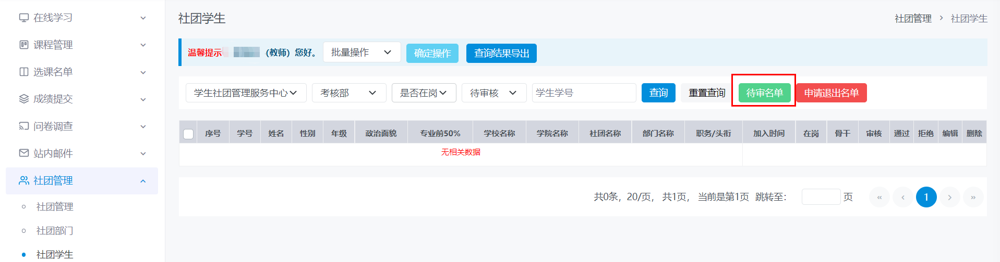 在线学习
课程管理
选课名单
成绩提交
问卷调查
站内邮件
社团管理
社团管理
社团部门
社团学生
社团学生
社团管理 > 社团学生
温馨提示 （教师）您好。 批量操作 确定操作 查询结果导出
学生社团管理服务中心 考核部 是否在岗 待审核 学生学号 查询 重置查询 待审名单 申请退出名单
序号 学号 姓名 性别 年级 政治面貌 专业前50% 学校名称 学院名称 社团名称 部门名称 职务/头衔 加入时间 在岗 骨干 审核 通过 拒绝 编辑 删除
无相关数据
共0条，20/页， 共1页， 当前是第1页 跳转至： 页 « ‹ 1 › »